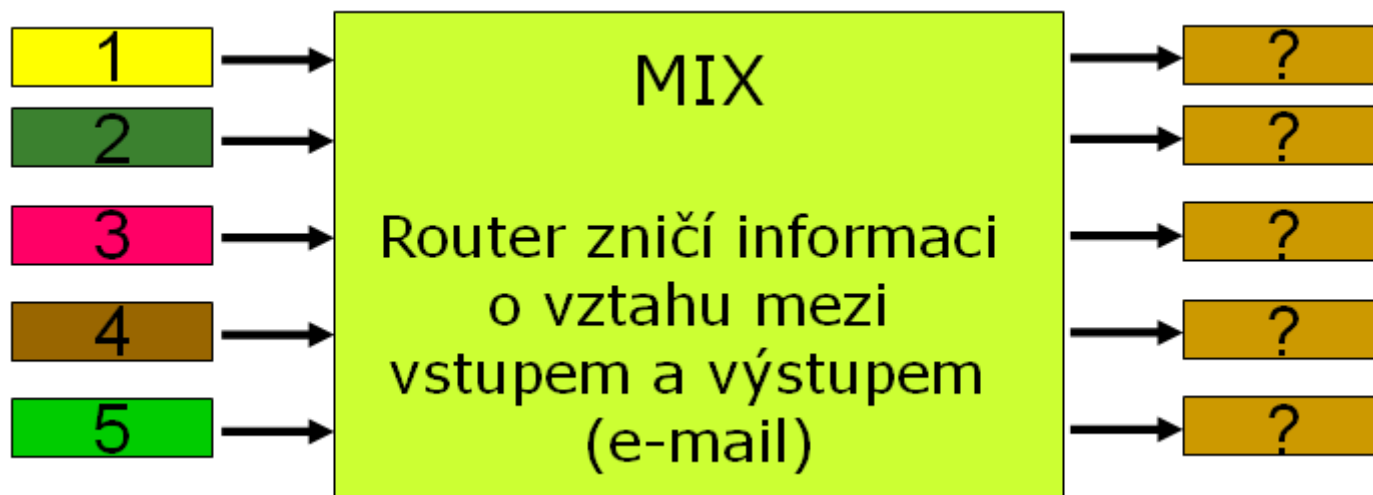 1
2
3
4
5
MIX
Router zničí informaci
o vztahu mezi
vstupem a výstupem
(e-mail)
?
?
?
?
?